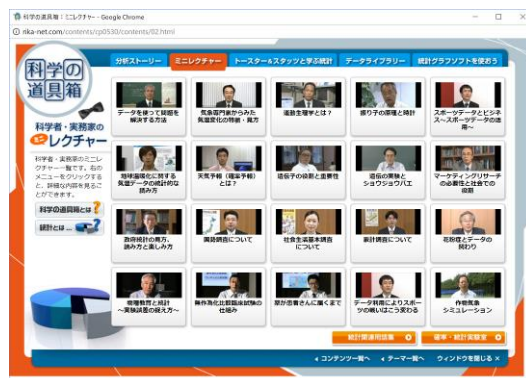 科学の道具箱：ミニレクチャー - Google Chrome
rika-net.com/contents/cp0530/contents/02.html
科学の
道具箱
分析ストーリー
ミニレクチャー
トースター&スタッツと学ぶ統計
データライブラリー
統計グラフソフトを使おう
科学者・実務家の
ミニ
レクチャー
科学者・実務家のミニレ
クチャー一覧です。右の
メニューをクリックする
と、詳細な内容を見るこ
とができます。
科学の道具箱とは?
統計とは...
データを使って問題を
解決する方法
気象専門家からみた
気温変化の特徴・見方
運動生理学とは？
振り子の原理と時計
スポーツデータとビジネ
ス～スポーツデータの活
用～
地球温暖化に関する
気温データの統計的な
読み方
天気予報（確率予報）
とは？
遺伝子の役割と重要性
遺伝の実験と
ショウジョウバエ
マーケティングリサーチ
の必要性と社会での
役割
政府統計の見方、
読み方と楽しみ方
国勢調査について
社会生活基本調査
について
家計調査について
花粉症とデータの
関わり
物理教育と統計
～実験誤差の捉え方～
無作為化比較臨床試験の
仕組み
薬が患者さんに届くまで
データ利用によりスポー
ツの戦いはこう変わる
作物気象
シミュレーション
統計関連用語集
確率・統計実験室
コンテンツ一覧へ
テーマ一覧へ
ウィンドウを閉じる ×